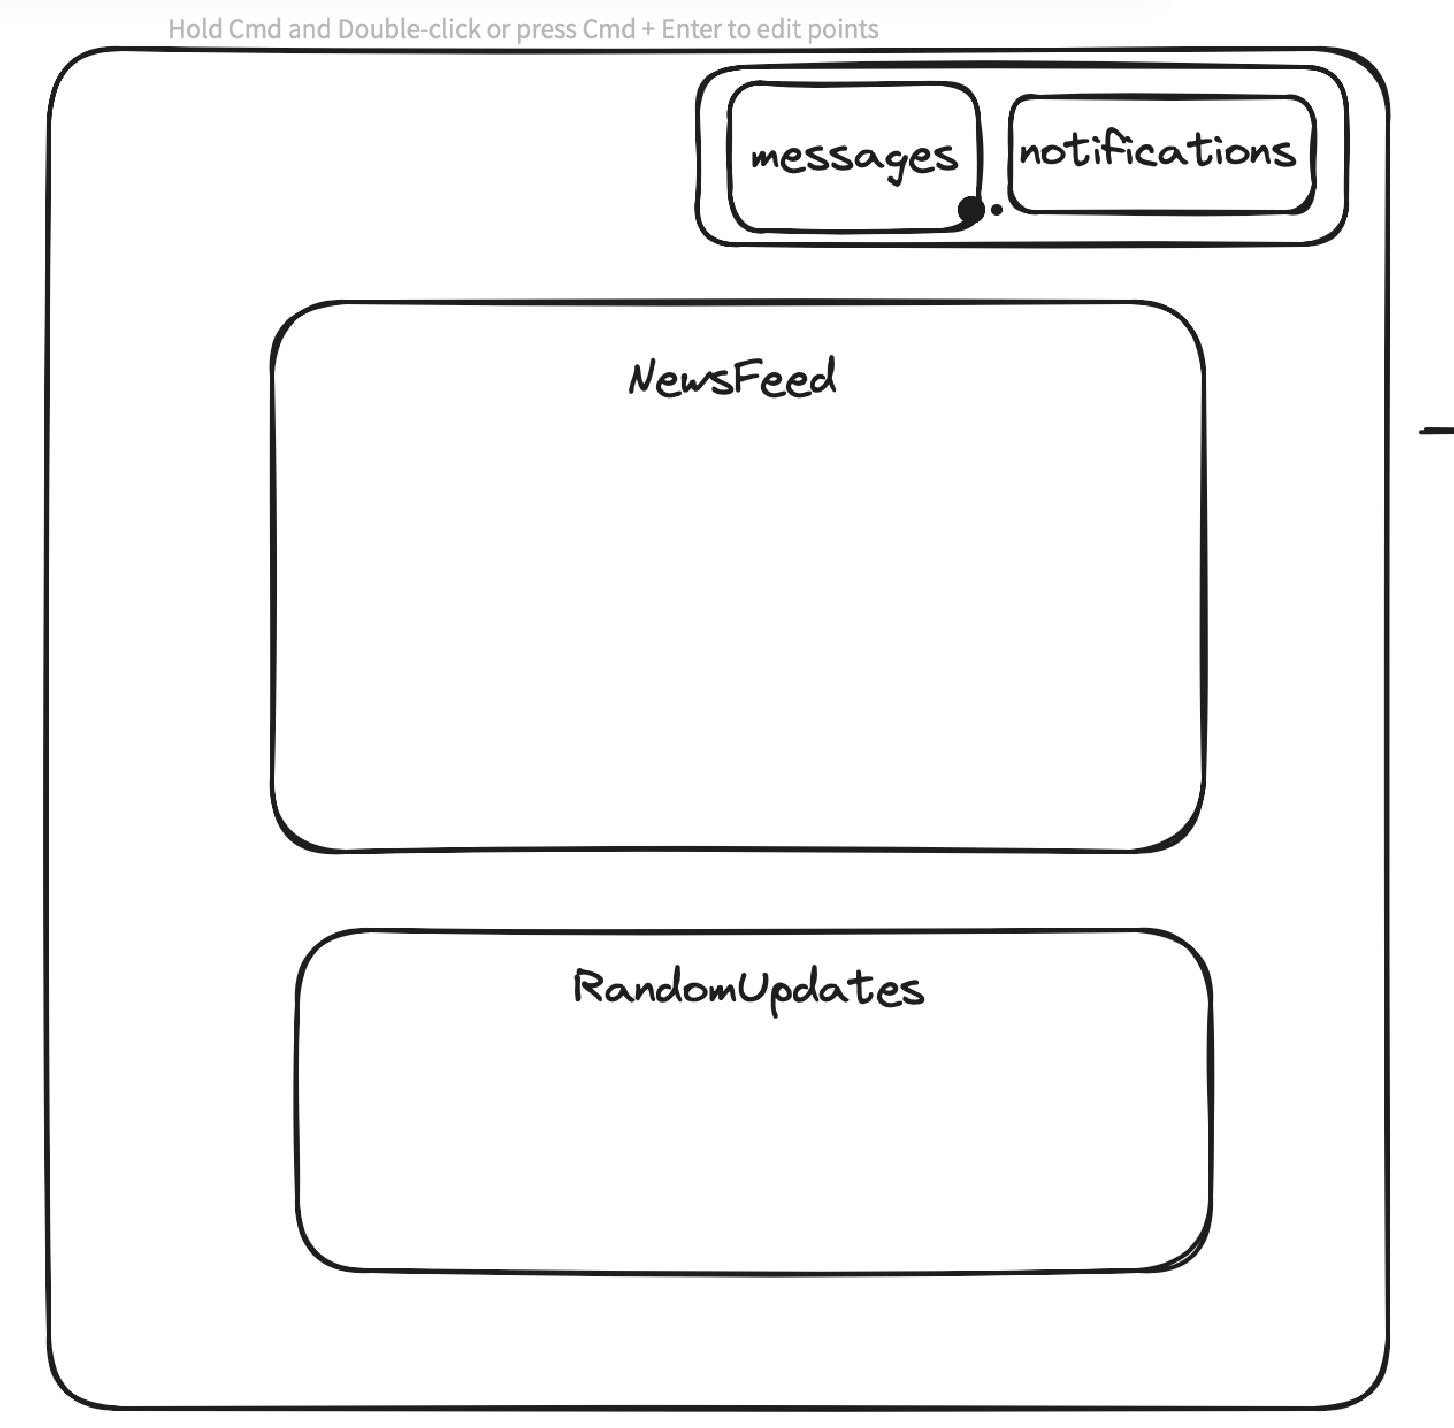 Hold Cmd and Double-click or press Cmd + Enter to edit points
messages
notifications
NewsFeed
RandomUpdates